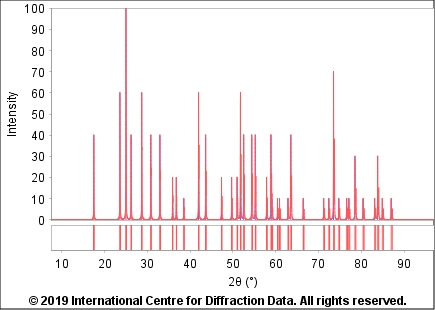 100
90
80
70
60
50
40
30
20
10
0
Intensity
10 20 30 40 50 60 70 80 90
2θ (°)
© 2019 International Centre for Diffraction Data. All rights reserved.